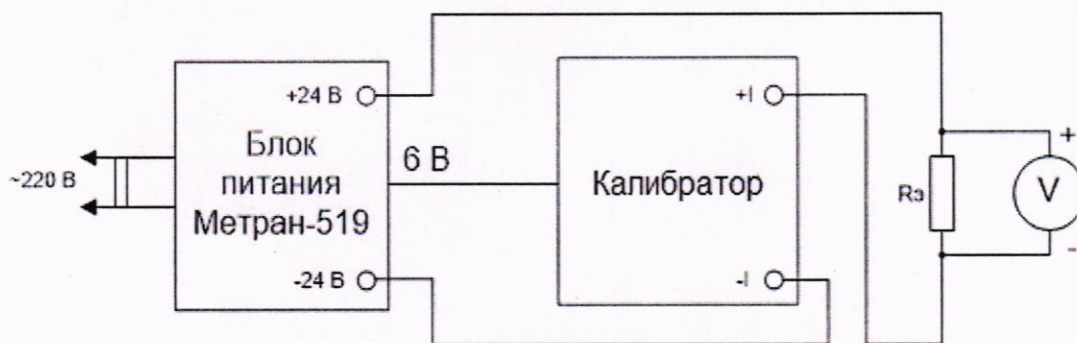 +24 В
+I
Блок
питания
Метран-519
6 В
~220 В
Калибратор
Rэ
+
V
-
-24 В
-I